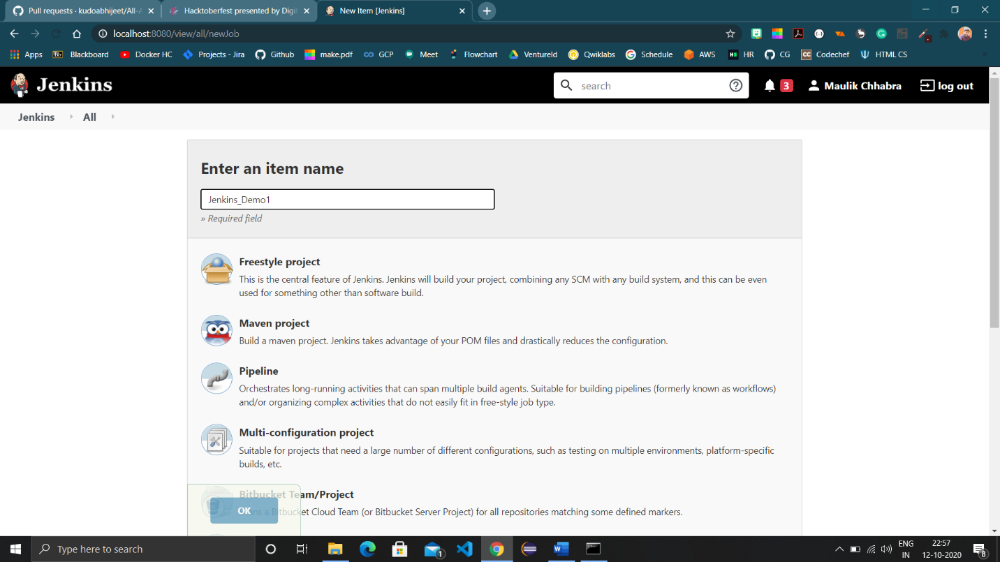 Pull requests · kudoabhijeet/All-A
Hacktoberfest presented by Digit
New Item [Jenkins]
localhost:8080/view/all/newJob
Apps
Bb
Blackboard
Docker HC
Projects - Jira
Github
make.pdf
GCP
Meet
Flowchart
Ventureld
Qwiklabs
Schedule
AWS
HR
CG
CC
Codechef
HTML CS
Jenkins
search
3
Maulik Chhabra
log out
Jenkins
All
Enter an item name
Jenkins_Demo1
» Required field
Freestyle project
This is the central feature of Jenkins. Jenkins will build your project, combining any SCM with any build system, and this can be even
used for something other than software build.
Maven project
Build a maven project. Jenkins takes advantage of your POM files and drastically reduces the configuration.
Pipeline
Orchestrates long-running activities that can span multiple build agents. Suitable for building pipelines (formerly known as workflows)
and/or organizing complex activities that do not easily fit in free-style job type.
Multi-configuration project
Suitable for projects that need a large number of different configurations, such as testing on multiple environments, platform-specific
builds, etc.
Bitbucket Team/Project
a Bitbucket Cloud Team (or Bitbucket Server Project) for all repositories matching some defined markers.
OK
Type here to search
1
ENG
IN
22:57
12-10-2020
8